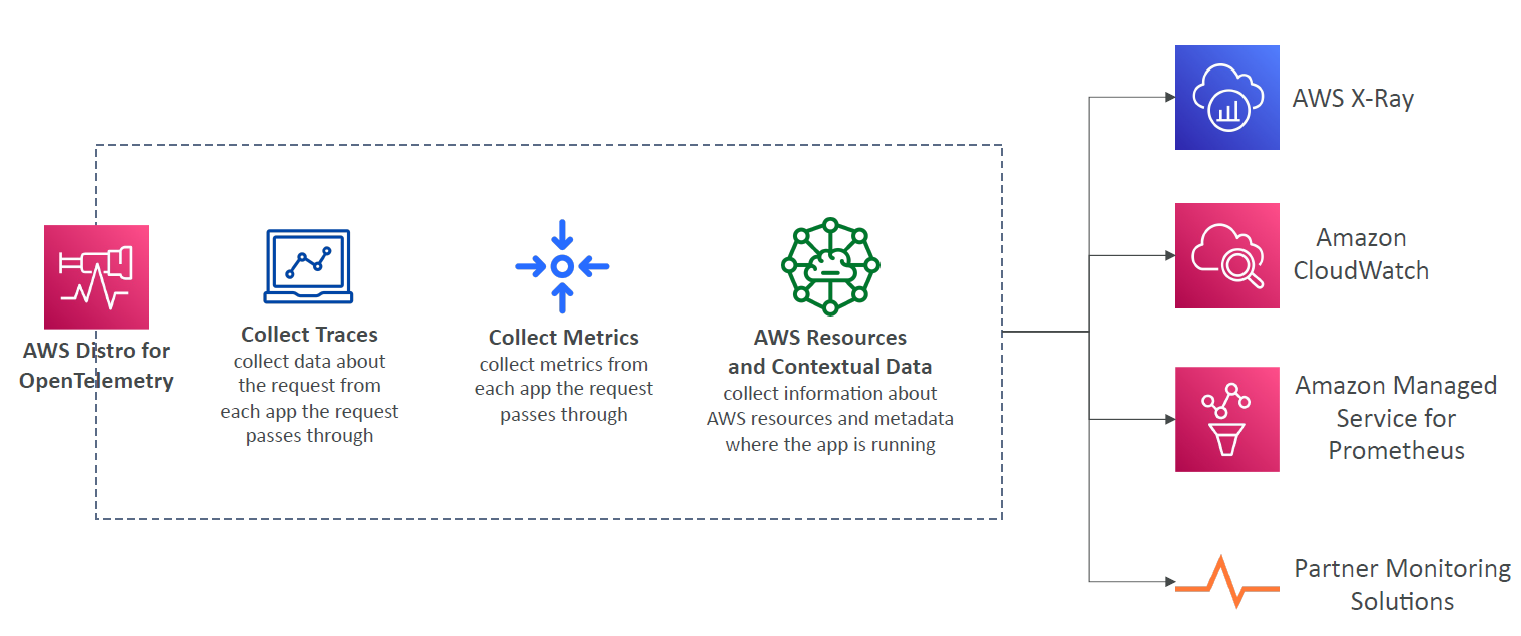 AWS Distro for
OpenTelemetry
Collect Traces
collect data about
the request from
each app the request
passes through
Collect Metrics
collect metrics from
each app the request
passes through
AWS Resources
and Contextual Data
collect information about
AWS resources and metadata
where the app is running
AWS X-Ray
Amazon
CloudWatch
Amazon Managed
Service for
Prometheus
Partner Monitoring
Solutions